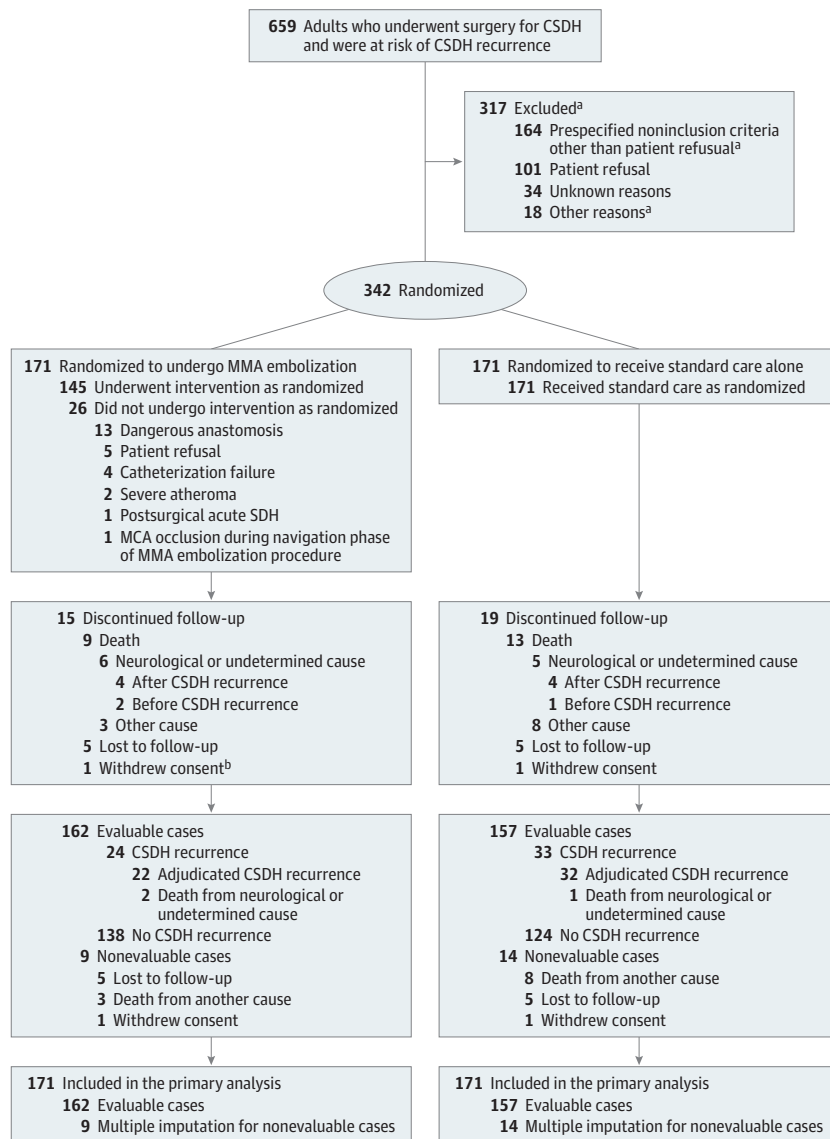 659 Adults who underwent surgery for CSDH
and were at risk of CSDH recurrence
317 Excludedᵃ
164 Prespecified noninclusion criteria
other than patient refusualᵃ
101 Patient refusal
34 Unknown reasons
18 Other reasonsᵃ
342 Randomized
171 Randomized to undergo MMA embolization
145 Underwent intervention as randomized
26 Did not undergo intervention as randomized
13 Dangerous anastomosis
5 Patient refusal
4 Catheterization failure
2 Severe atheroma
1 Postsurgical acute SDH
1 MCA occlusion during navigation phase
of MMA embolization procedure
171 Randomized to receive standard care alone
171 Received standard care as randomized
15 Discontinued follow-up
9 Death
6 Neurological or undetermined cause
4 After CSDH recurrence
2 Before CSDH recurrence
3 Other cause
5 Lost to follow-up
1 Withdrew consentᵇ
19 Discontinued follow-up
13 Death
5 Neurological or undetermined cause
4 After CSDH recurrence
1 Before CSDH recurrence
8 Other cause
5 Lost to follow-up
1 Withdrew consent
162 Evaluable cases
24 CSDH recurrence
22 Adjudicated CSDH recurrence
2 Death from neurological or
undetermined cause
138 No CSDH recurrence
9 Nonevaluable cases
5 Lost to follow-up
3 Death from another cause
1 Withdrew consent
157 Evaluable cases
33 CSDH recurrence
32 Adjudicated CSDH recurrence
1 Death from neurological or
undetermined cause
124 No CSDH recurrence
14 Nonevaluable cases
8 Death from another cause
5 Lost to follow-up
1 Withdrew consent
171 Included in the primary analysis
162 Evaluable cases
9 Multiple imputation for nonevaluable cases
171 Included in the primary analysis
157 Evaluable cases
14 Multiple imputation for nonevaluable cases